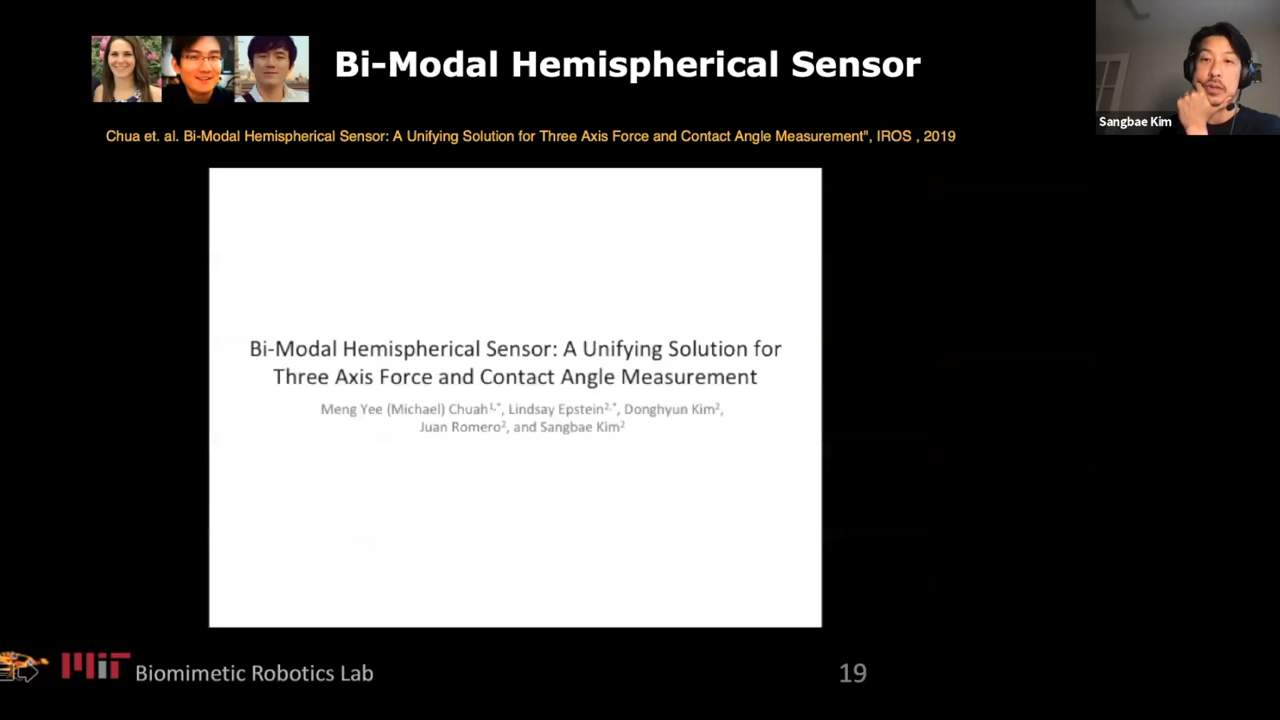 Bi-Modal Hemispherical Sensor
Sangbae Kim
Chua et. al. Bi-Modal Hemispherical Sensor: A Unifying Solution for Three Axis Force and Contact Angle Measurement", IROS , 2019
Bi-Modal Hemispherical Sensor: A Unifying Solution for
Three Axis Force and Contact Angle Measurement
Meng Yee (Michael) Chuah¹,*, Lindsay Epstein²,*, Donghyun Kim²,
Juan Romero², and Sangbae Kim²
MIT Biomimetic Robotics Lab
19